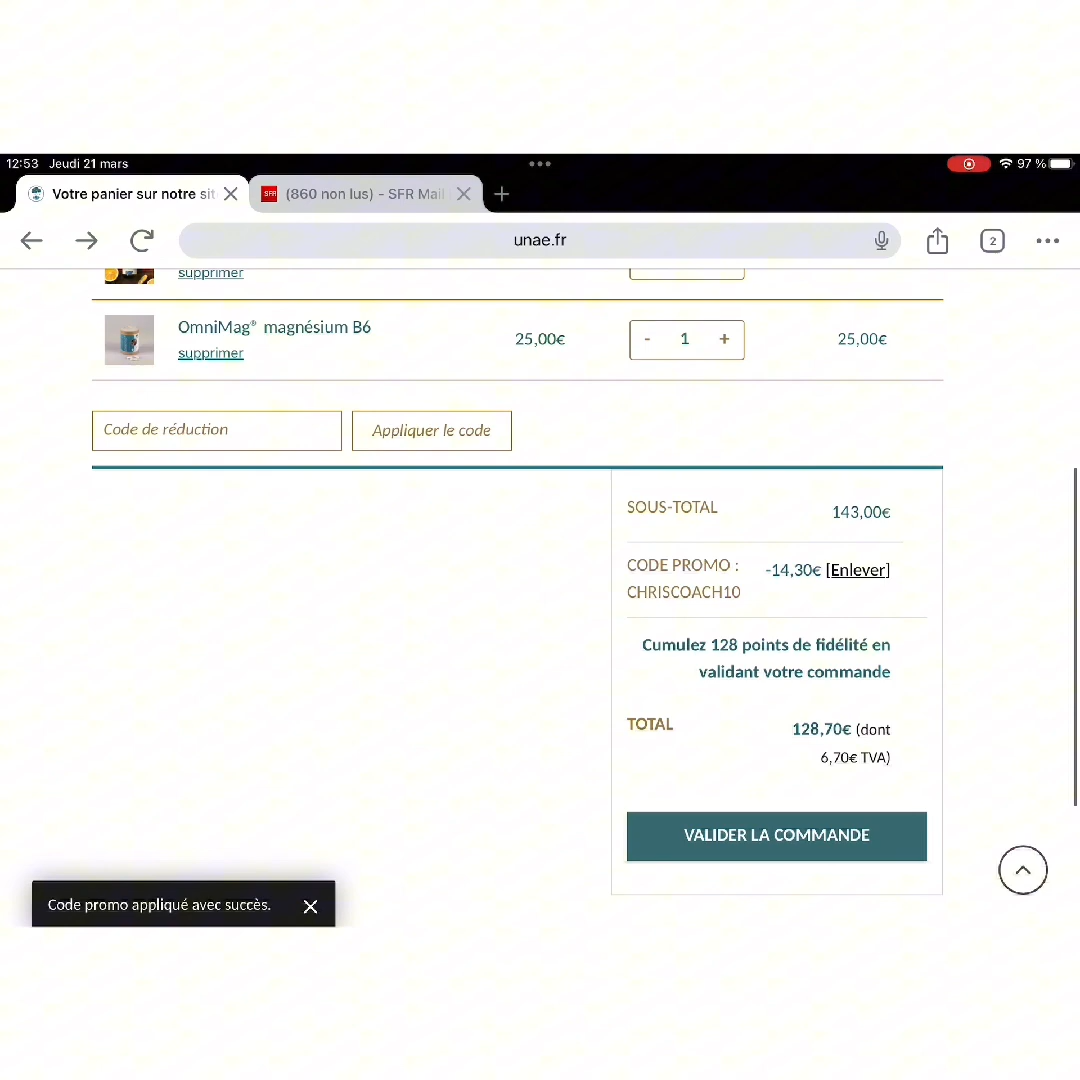 12:53 Jeudi 21 mars
97 %
Votre panier sur notre sit
SFR
(860 non lus) - SFR Mail
unae.fr
2
supprimer
OmniMag® magnésium B6
supprimer
25,00€
- 1 +
25,00€
Code de réduction
Appliquer le code
SOUS-TOTAL
143,00€
CODE PROMO :
CHRISCOACH10
-14,30€ [Enlever]
Cumulez 128 points de fidélité en
validant votre commande
TOTAL
128,70€ (dont
6,70€ TVA)
VALIDER LA COMMANDE
Code promo appliqué avec succès.